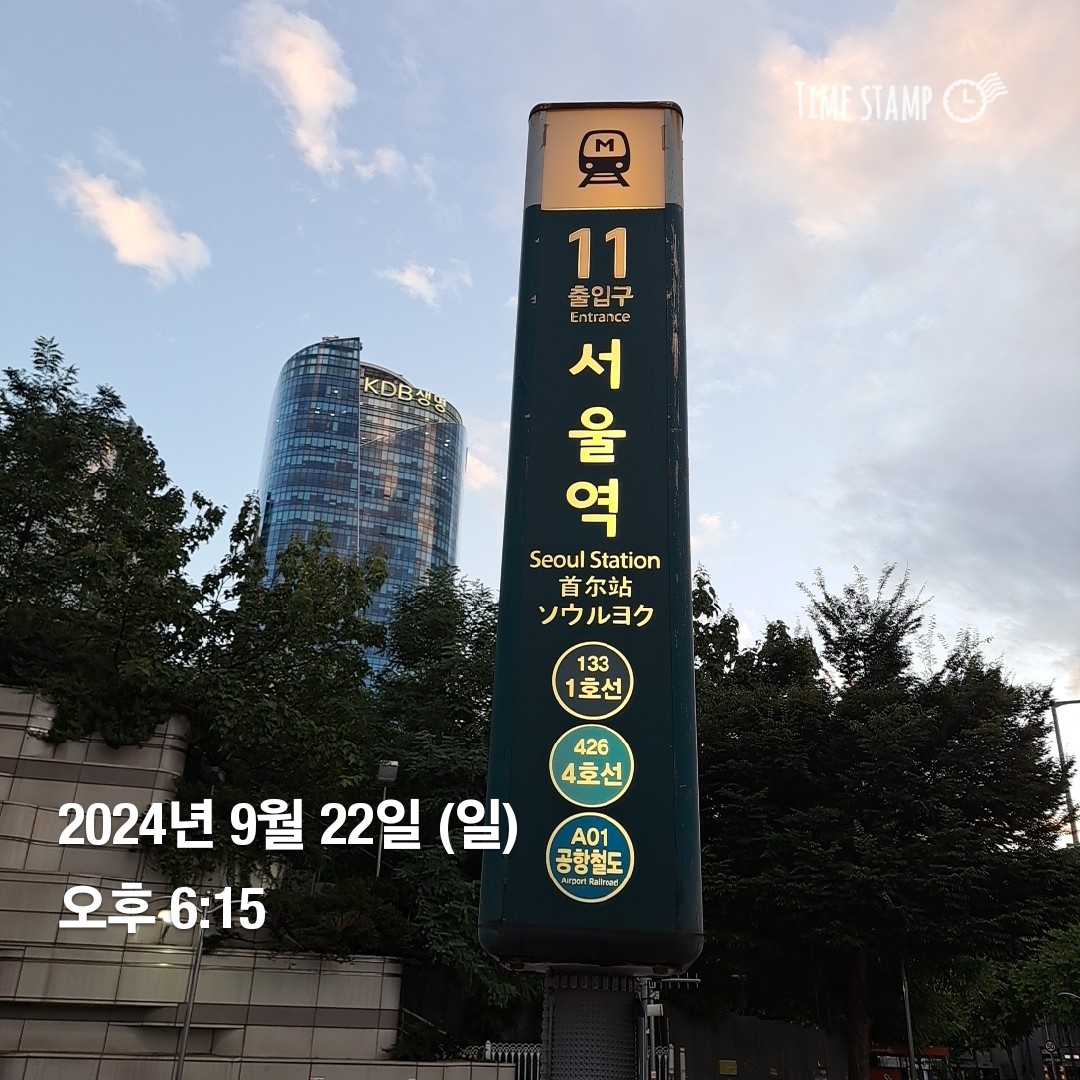 TIME STAMP
M
11
출입구
Entrance
서울역
Seoul Station
首尔站
ソウルヨク
133
1호선
426
4호선
A01
공항철도
Airport Railroad
KDB생명
2024년 9월 22일 (일)
오후 6:15